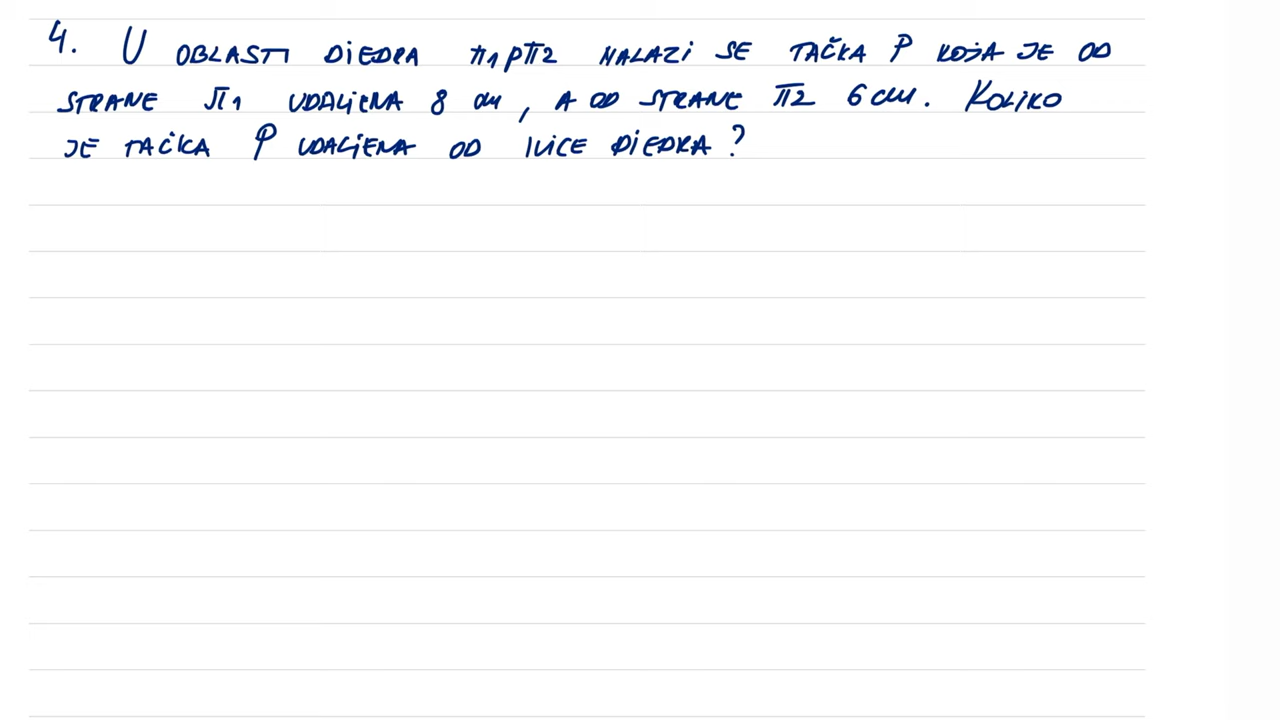 4. U OBLASTI DIEDRA π1pπ2 NALAZI SE TAČKA P KOJA JE OD
STRANE π1 UDALJENA 8 cm, A OD STRANE π2 6 cm. KOLIKO
JE TAČKA P UDALJENA OD IVICE DIEDRA?